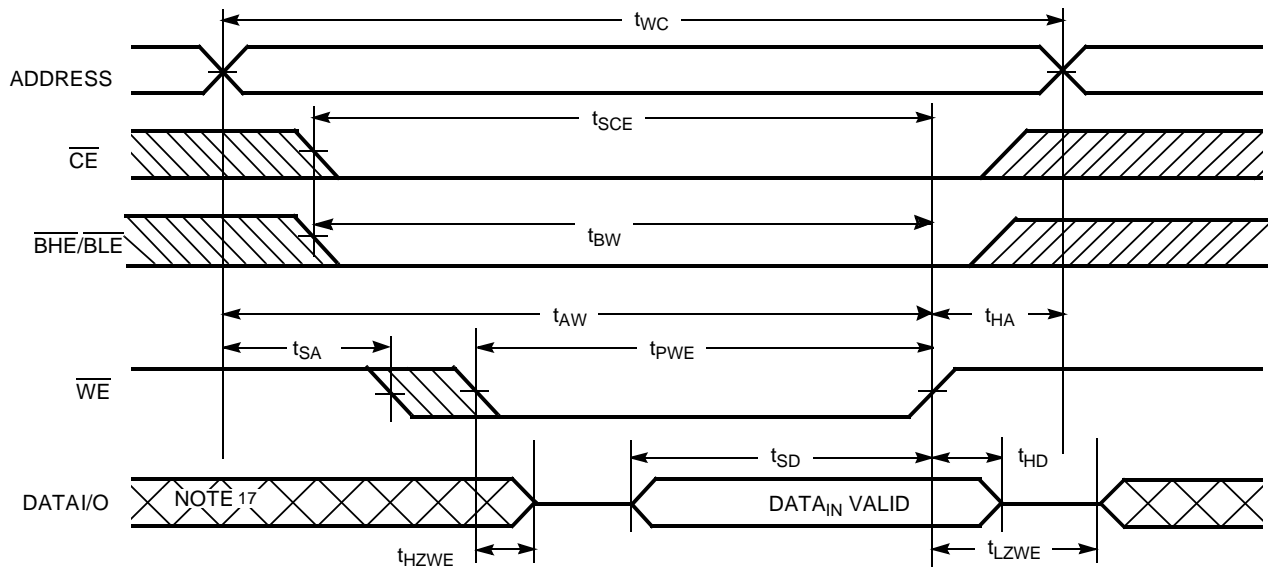 tWC
ADDRESS
tSCE
CE
tBW
BHE/BLE
tAW
tHA
tSA
tPWE
WE
tSD
tHD
DATAI/O
NOTE 17
DATAIN VALID
tHZWE
tLZWE